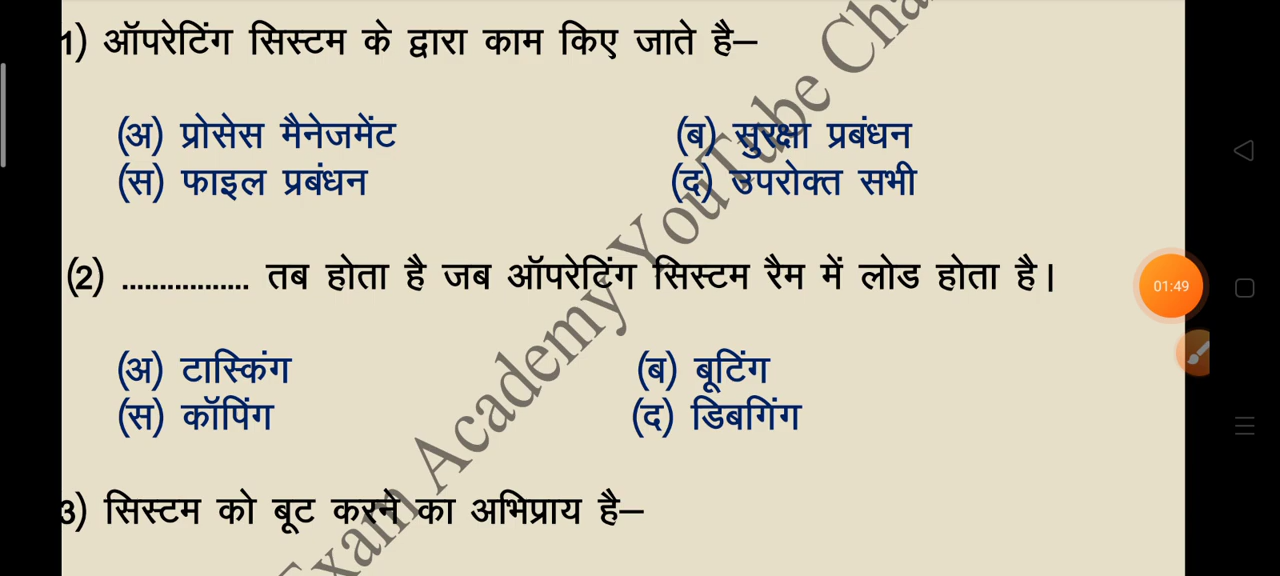 1) ऑपरेटिंग सिस्टम के द्वारा काम किए जाते है–
(अ) प्रोसेस मैनेजमेंट (ब) सुरक्षा प्रबंधन
(स) फाइल प्रबंधन (द) उपरोक्त सभी
(2) ................. तब होता है जब ऑपरेटिंग सिस्टम रैम में लोड होता है।
(अ) टास्किंग (ब) बूटिंग
(स) कॉपिंग (द) डिबगिंग
3) सिस्टम को बूट करने का अभिप्राय है–
Exam Academy YouTube Cha
01:49